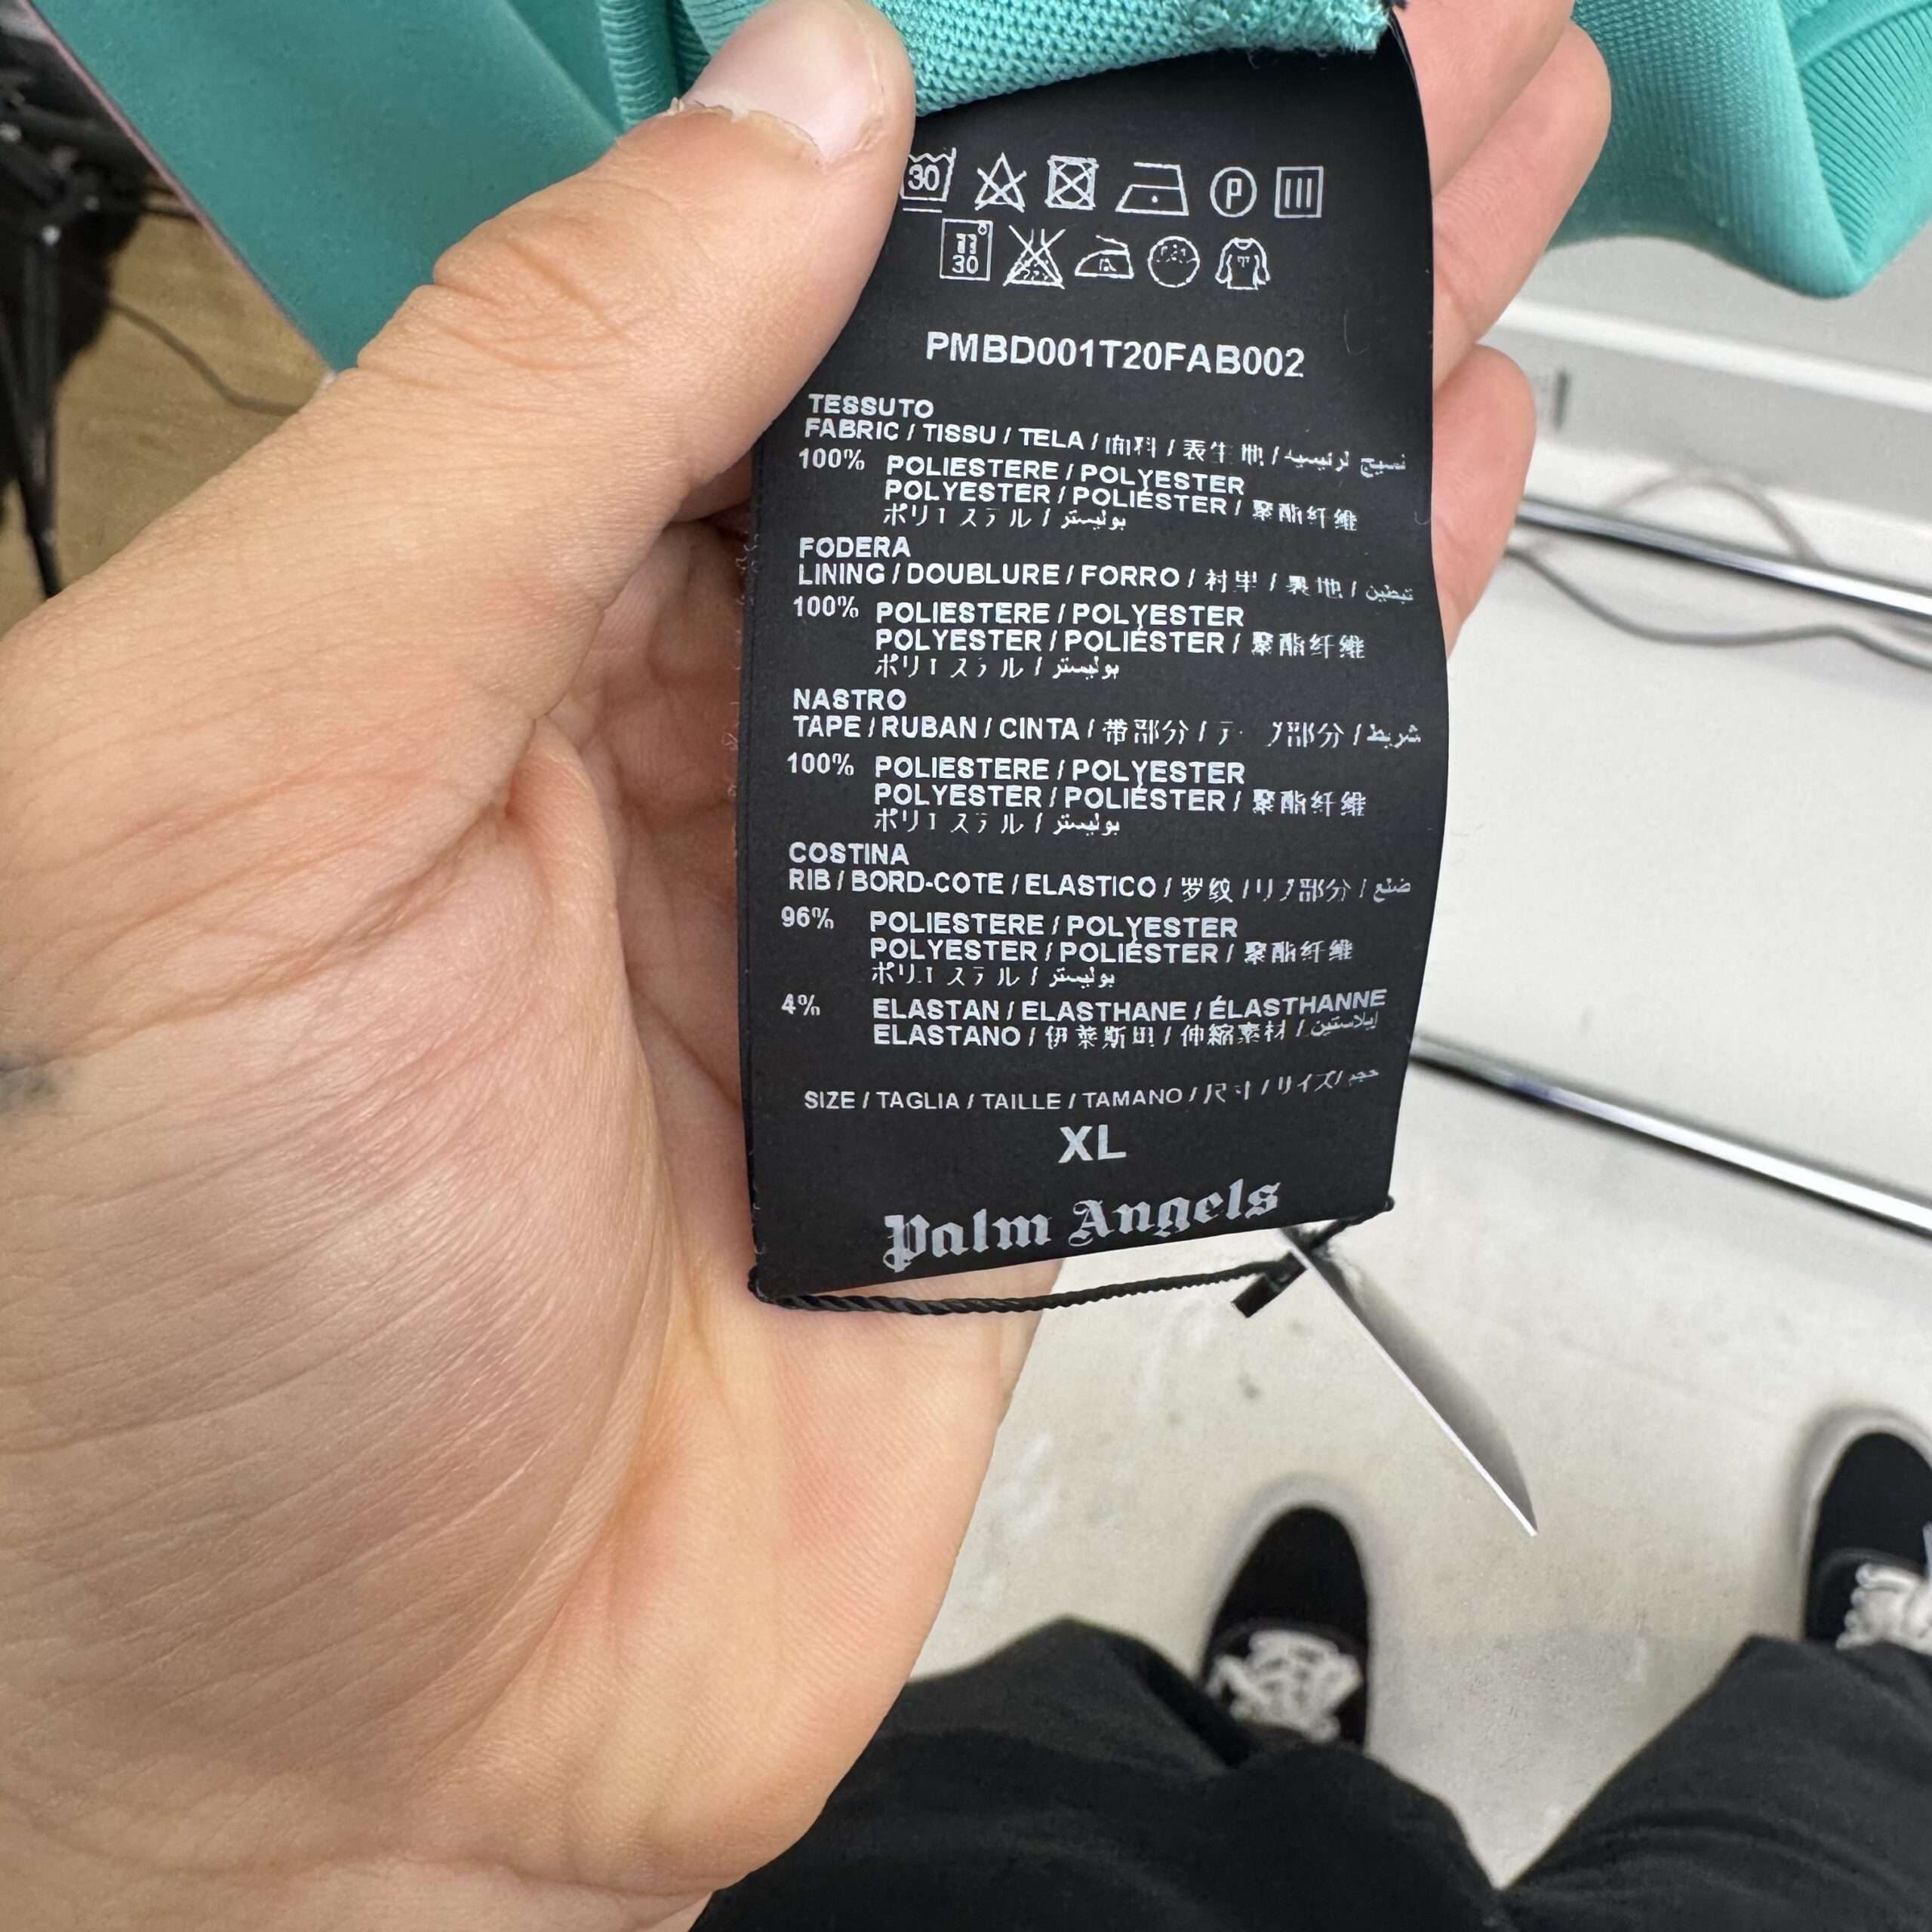 30
P
30
PMBD001T20FAB002
TESSUTO
FABRIC / TISSU / TELA / 面料 / 表生地 /
100% POLIESTERE / POLYESTER
POLYESTER / POLIÉSTER / 聚酯纤维
ポリエステル / بوليستر
FODERA
LINING / DOUBLURE / FORRO / 衬里 / 裏地 / تبطين
100% POLIESTERE / POLYESTER
POLYESTER / POLIÉSTER / 聚酯纤维
ポリエステル / بوليستر
NASTRO
TAPE / RUBAN / CINTA / 带部分 / テープ部分 / شريط
100% POLIESTERE / POLYESTER
POLYESTER / POLIÉSTER / 聚酯纤维
ポリエステル / بوليستر
COSTINA
RIB / BORD-COTE / ELASTICO / 罗纹 / リブ部分 / ضلع
96% POLIESTERE / POLYESTER
POLYESTER / POLIÉSTER / 聚酯纤维
ポリエステル / بوليستر
4% ELASTAN / ELASTHANE / ÉLASTHANNE
ELASTANO / 伊莱斯坦 / 伸縮素材 / إيلاستين
SIZE / TAGLIA / TAILLE / TAMANO / 尺寸 / サイズ / حجم
XL
Palm Angels